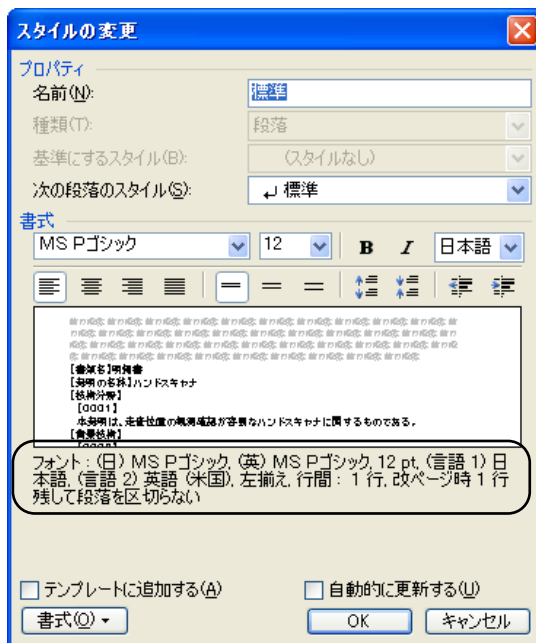 スタイルの変更
プロパティ
名前(N): 標準
種類(T): 段落
基準にするスタイル(B): (スタイルなし)
次の段落のスタイル(S): ↵ 標準
書式
MS Pゴシック 12 B I 日本語
【書類名】明細書
【発明の名称】ハンドスキャナ
【技術分野】
【0001】
本発明は、走査位置の観測確認が容易なハンドスキャナに関するものである。
【背景技術】
フォント : (日) MS Pゴシック, (英) MS Pゴシック, 12 pt, (言語 1) 日
本語, (言語 2) 英語 (米国), 左揃え, 行間 : 1 行, 改ページ時 1 行
残して段落を区切らない
テンプレートに追加する(A) 自動的に更新する(U)
書式(O) OK キャンセル